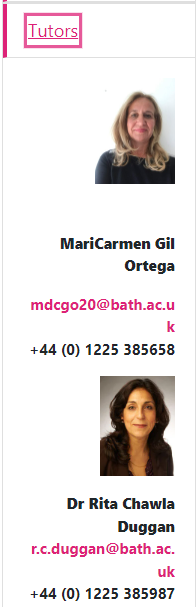 Tutors
MariCarmen Gil
Ortega
mdcgo20@bath.ac.u
k
+44 (0) 1225 385658
Dr Rita Chawla
Duggan
r.c.duggan@bath.ac.
uk
+44 (0) 1225 385987